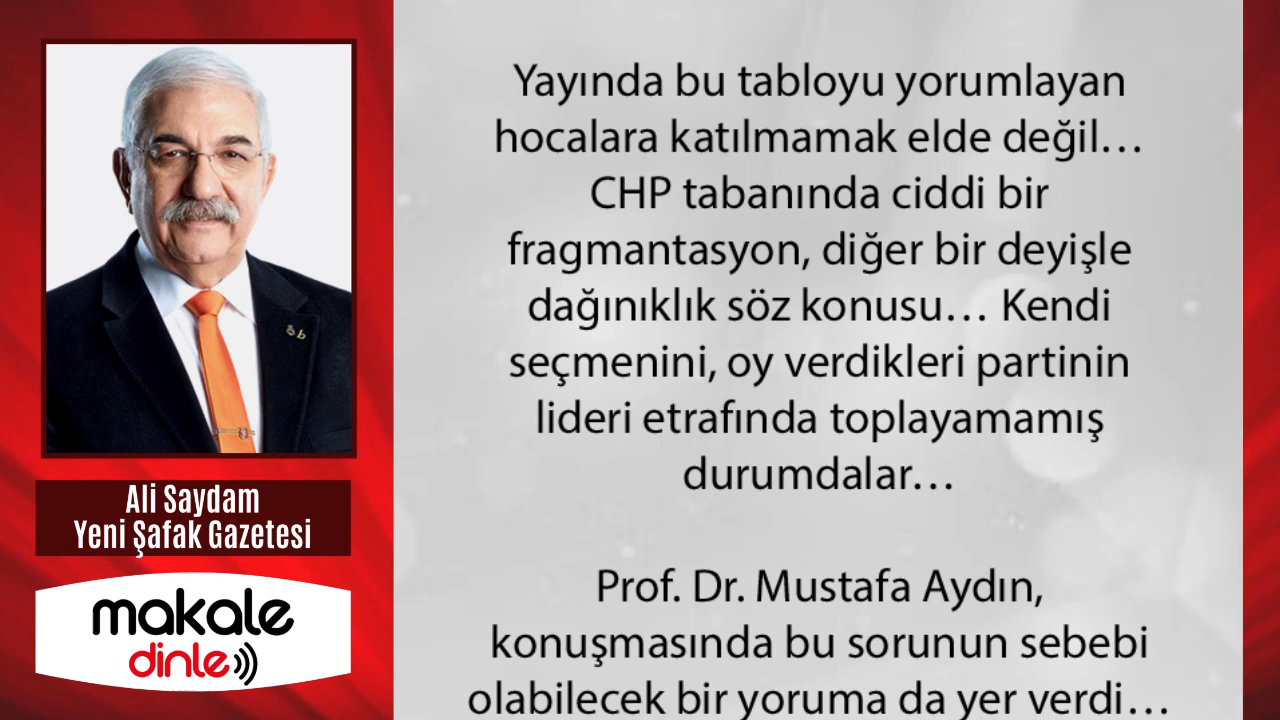 Yayında bu tabloyu yorumlayan
hocalara katılmamak elde değil…
CHP tabanında ciddi bir
fragmantasyon, diğer bir deyişle
dağınıklık söz konusu… Kendi
seçmenini, oy verdikleri partinin
lideri etrafında toplayamamış
durumdalar…
Prof. Dr. Mustafa Aydın,
konuşmasında bu sorunun sebebi
olabilecek bir yoruma da yer verdi…
Ali Saydam
Yeni Şafak Gazetesi
makale
dinle